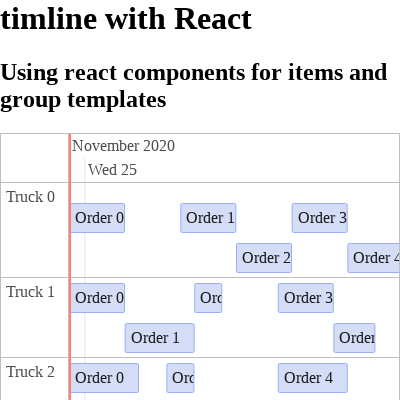 timline with React
Using react components for items and
group templates
November 2020
Wed 25
Truck 0
Order 0 Order 1 Order 3
Order 2 Order 4
Truck 1
Order 0 Orc Order 3
Order 1 Order
Truck 2
Order 0 Orc Order 4